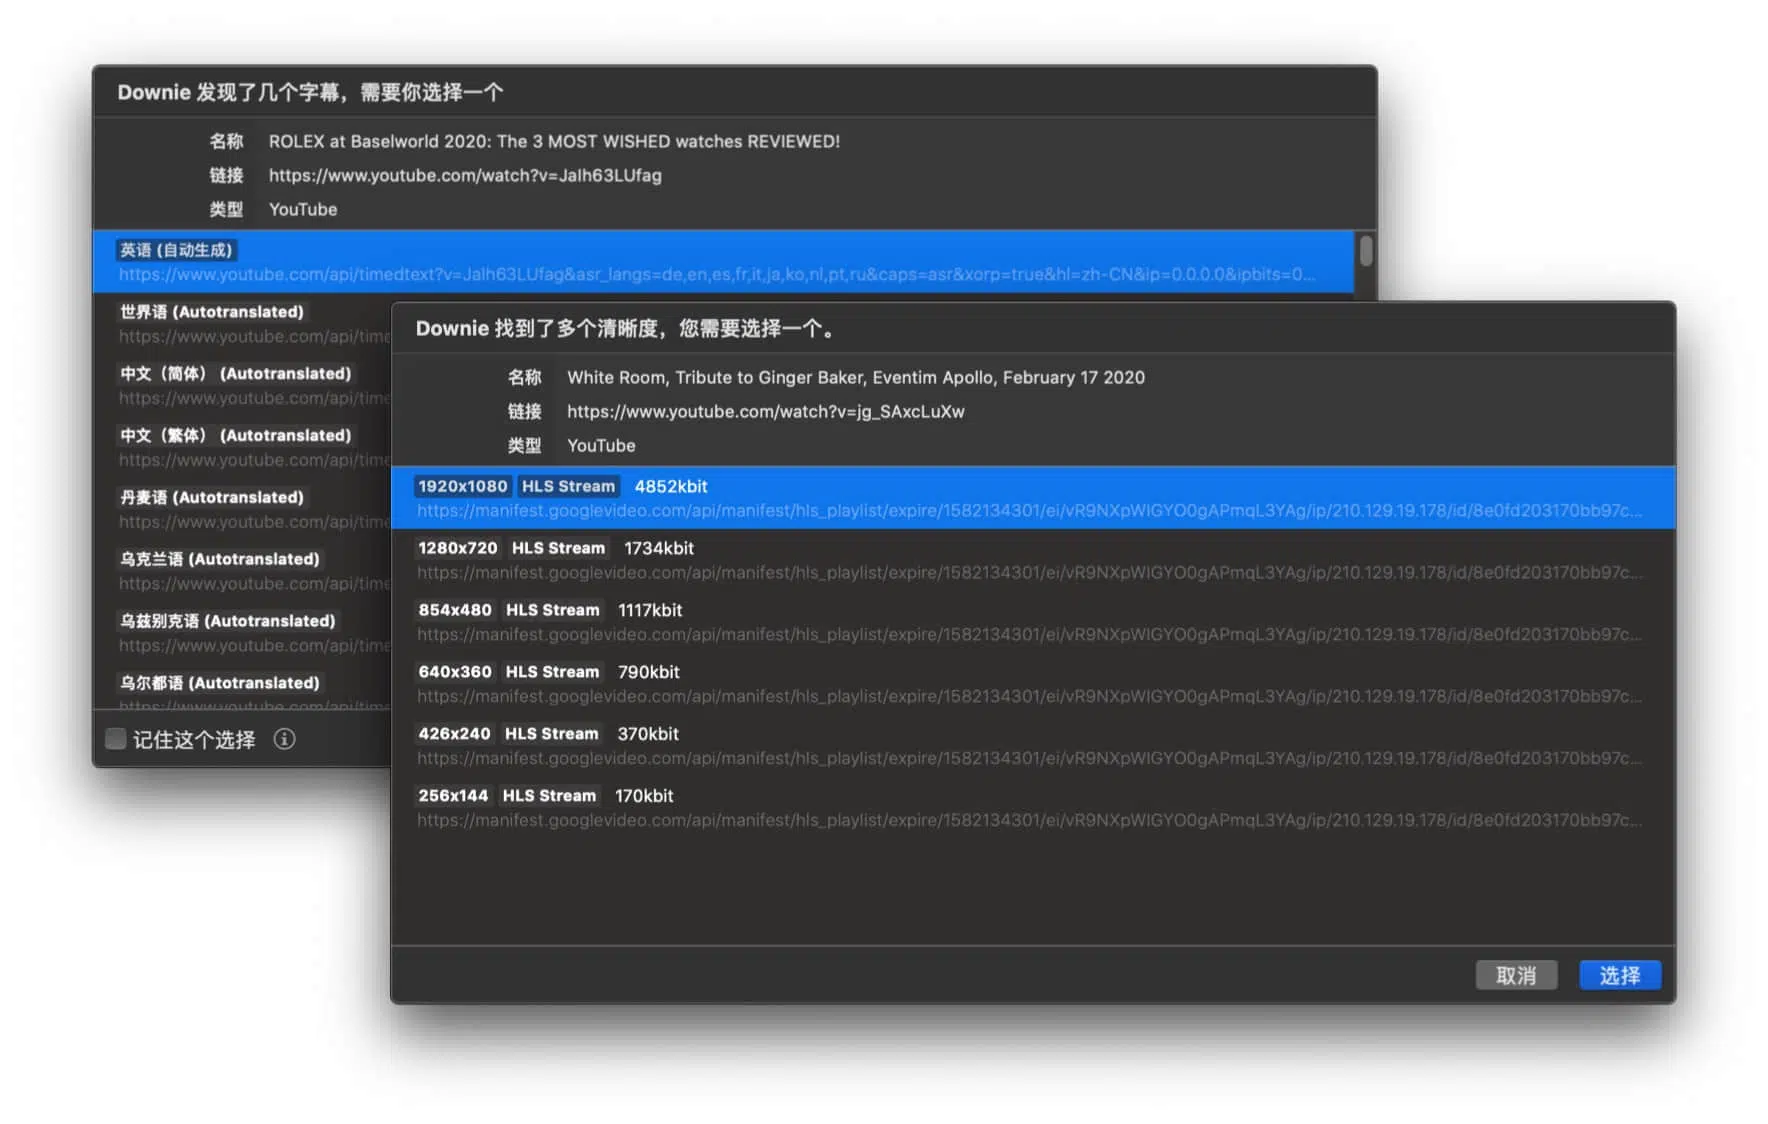 Downie 发现了几个字幕，需要你选择一个
名称 ROLEX at Baselworld 2020: The 3 MOST WISHED watches REVIEWED!
链接 https://www.youtube.com/watch?v=Jalh63LUfag
类型 YouTube
英语 (自动生成)
https://www.youtube.com/api/timedtext?v=Jalh63LUfag&asr_langs=de,en,es,fr,it,ja,ko,nl,pt,ru&caps=asr&xorp=true&hl=zh-CN&ip=0.0.0.0&ipbits=0...
世界语 (Autotranslated)
https://www.youtube.com/api/time
中文（简体） (Autotranslated)
https://www.youtube.com/api/time
中文（繁体） (Autotranslated)
https://www.youtube.com/api/time
丹麦语 (Autotranslated)
https://www.youtube.com/api/time
乌克兰语 (Autotranslated)
https://www.youtube.com/api/time
乌兹别克语 (Autotranslated)
https://www.youtube.com/api/time
乌尔都语 (Autotranslated)
https://www.youtube.com/api/time
记住这个选择
Downie 找到了多个清晰度，您需要选择一个。
名称 White Room, Tribute to Ginger Baker, Eventim Apollo, February 17 2020
链接 https://www.youtube.com/watch?v=jg_SAxcLuXw
类型 YouTube
1920x1080 HLS Stream 4852kbit
https://manifest.googlevideo.com/api/manifest/hls_playlist/expire/1582134301/ei/vR9NXpWIGYO0gAPmqL3YAg/ip/210.129.19.178/id/8e0fd203170bb97c...
1280x720 HLS Stream 1734kbit
https://manifest.googlevideo.com/api/manifest/hls_playlist/expire/1582134301/ei/vR9NXpWIGYO0gAPmqL3YAg/ip/210.129.19.178/id/8e0fd203170bb97c...
854x480 HLS Stream 1117kbit
https://manifest.googlevideo.com/api/manifest/hls_playlist/expire/1582134301/ei/vR9NXpWIGYO0gAPmqL3YAg/ip/210.129.19.178/id/8e0fd203170bb97c...
640x360 HLS Stream 790kbit
https://manifest.googlevideo.com/api/manifest/hls_playlist/expire/1582134301/ei/vR9NXpWIGYO0gAPmqL3YAg/ip/210.129.19.178/id/8e0fd203170bb97c...
426x240 HLS Stream 370kbit
https://manifest.googlevideo.com/api/manifest/hls_playlist/expire/1582134301/ei/vR9NXpWIGYO0gAPmqL3YAg/ip/210.129.19.178/id/8e0fd203170bb97c...
256x144 HLS Stream 170kbit
https://manifest.googlevideo.com/api/manifest/hls_playlist/expire/1582134301/ei/vR9NXpWIGYO0gAPmqL3YAg/ip/210.129.19.178/id/8e0fd203170bb97c...
取消 选择